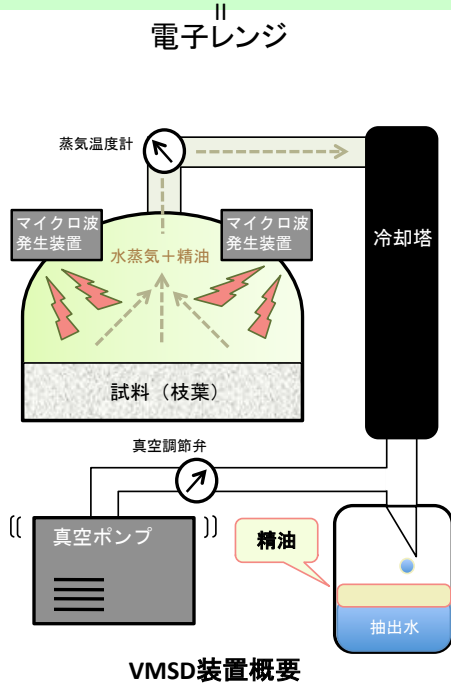 =
電子レンジ
蒸気温度計
マイクロ波
発生装置
マイクロ波
発生装置
水蒸気＋精油
冷却塔
試料（枝葉）
真空調節弁
真空ポンプ
精油
抽出水
VMSD装置概要